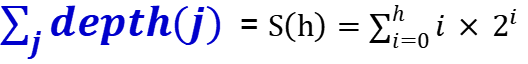 ∑_j depth(j) = S(h) = ∑_{i=0}^{h} i × 2^i